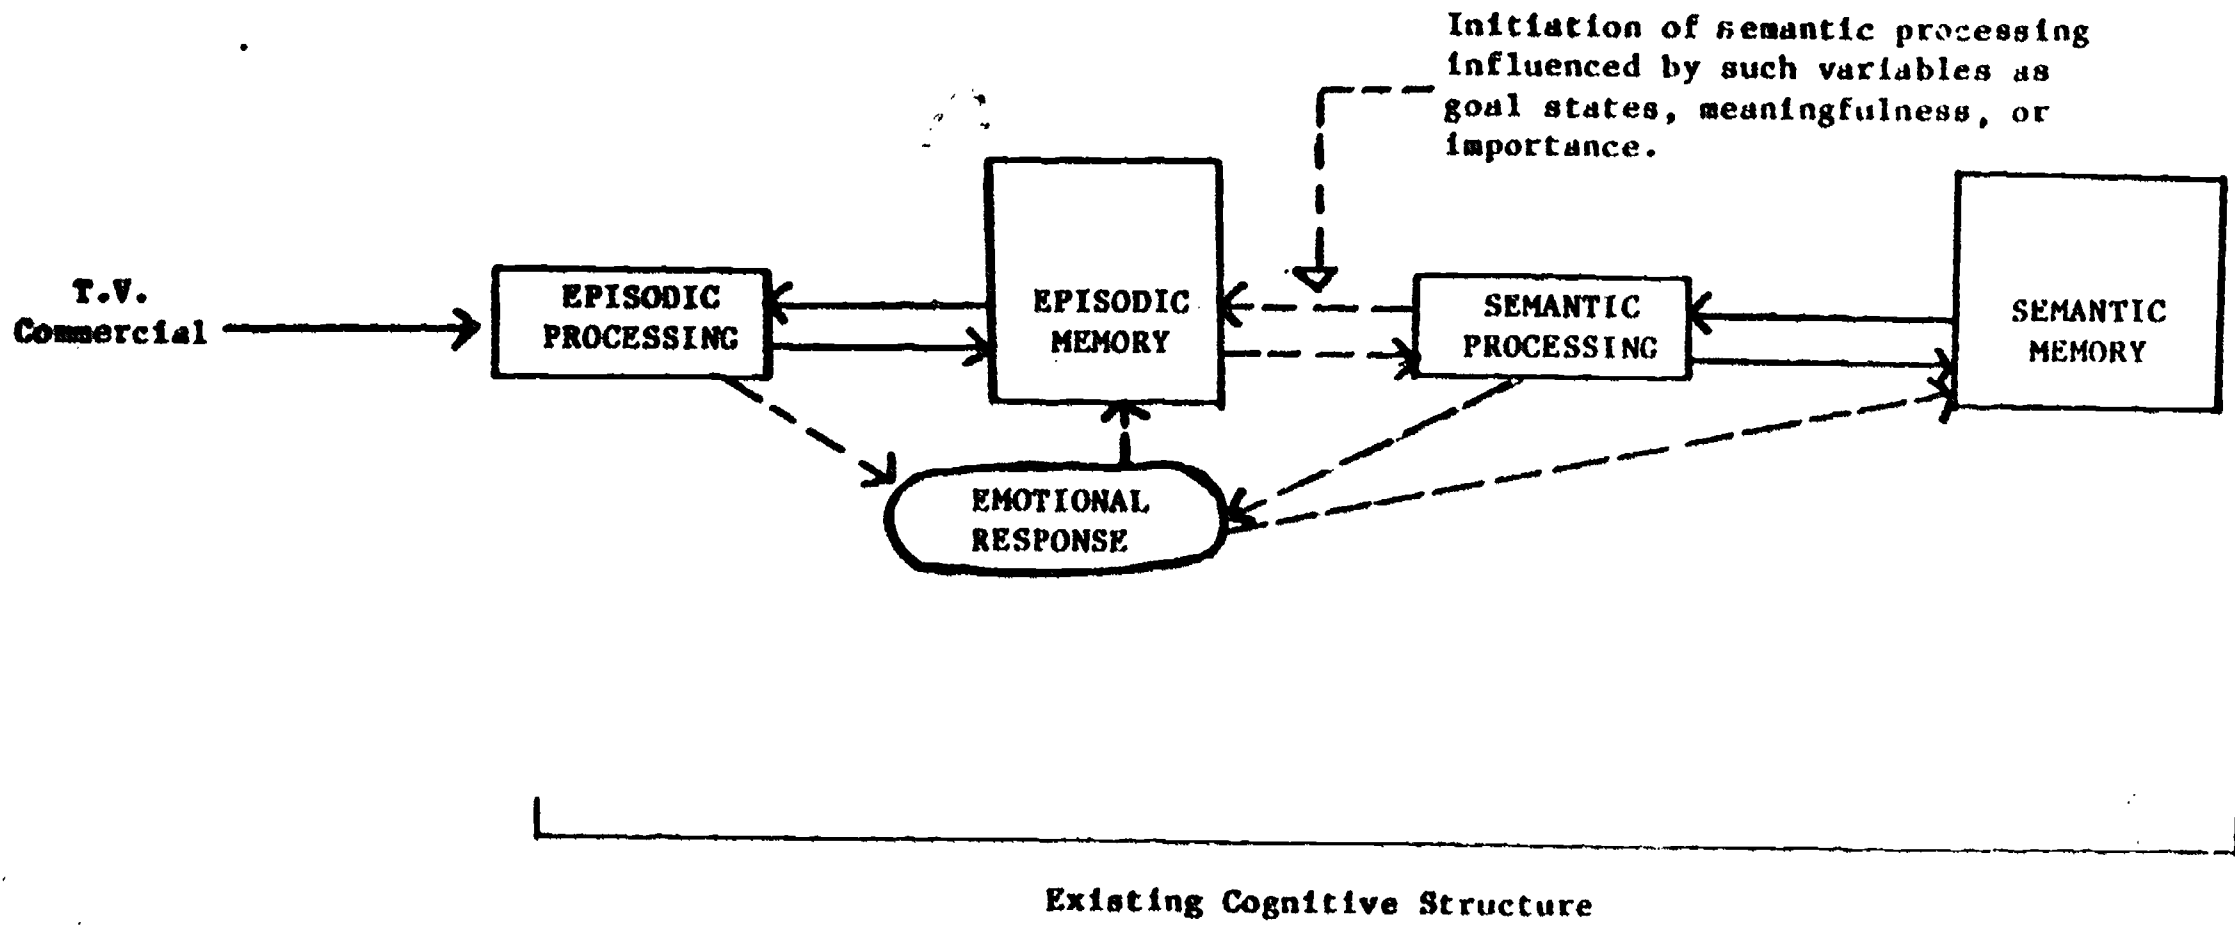 Initiation of semantic processing
influenced by such variables as
goal states, meaningfulness, or
importance.
T.V.
Commercial
EPISODIC
PROCESSING
EPISODIC
MEMORY
SEMANTIC
PROCESSING
SEMANTIC
MEMORY
EMOTIONAL
RESPONSE
Existing Cognitive Structure